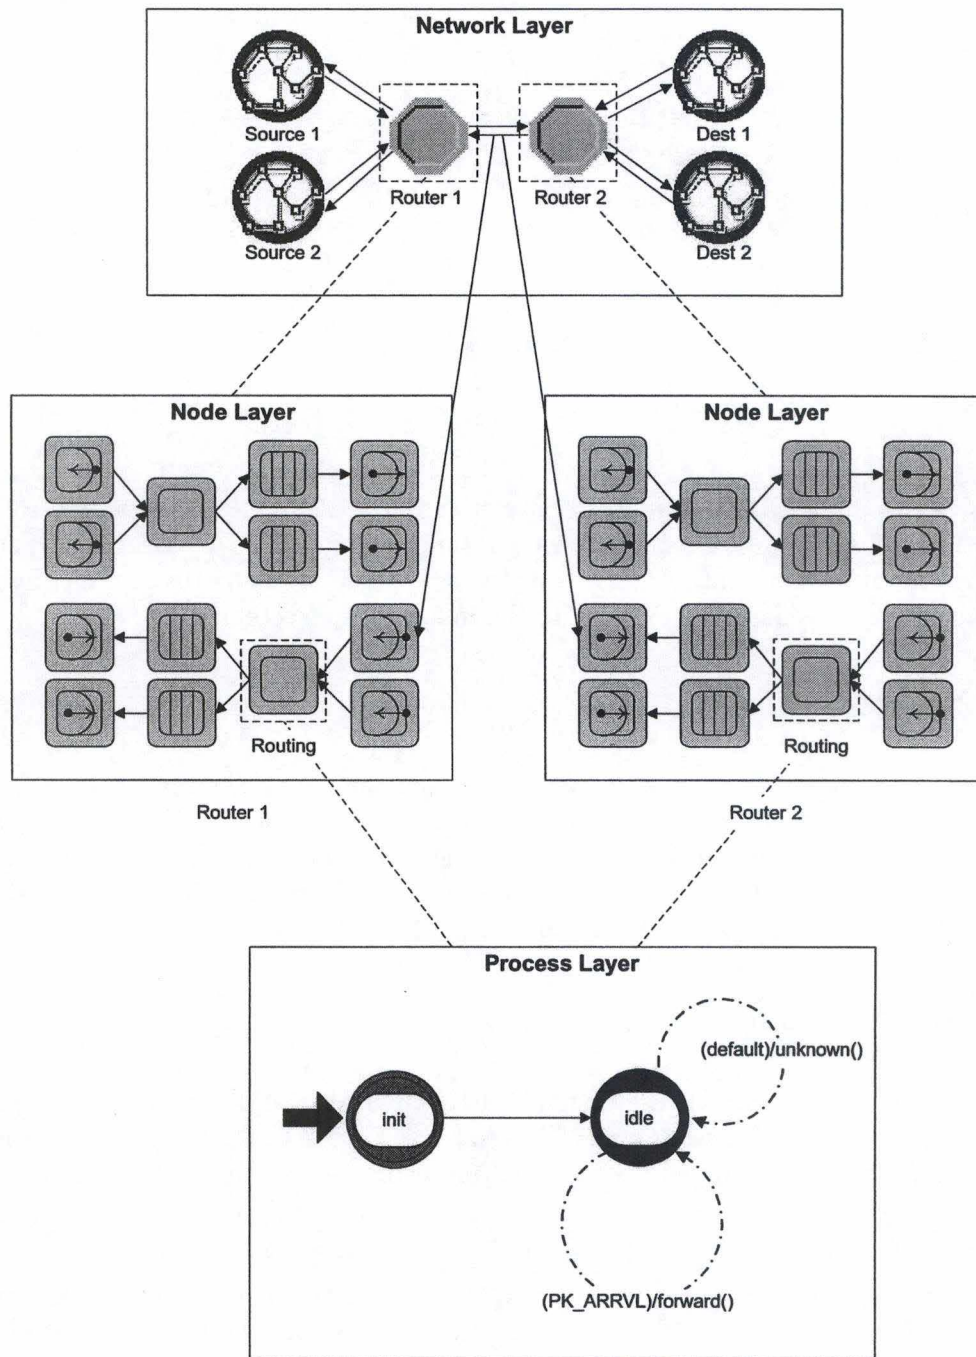 Network Layer
Source 1
Dest 1
Router 1
Router 2
Source 2
Dest 2
Node Layer
Node Layer
Routing
Routing
Router 1
Router 2
Process Layer
(default)/unknown()
init
idle
(PK_ARRVL)/forward()